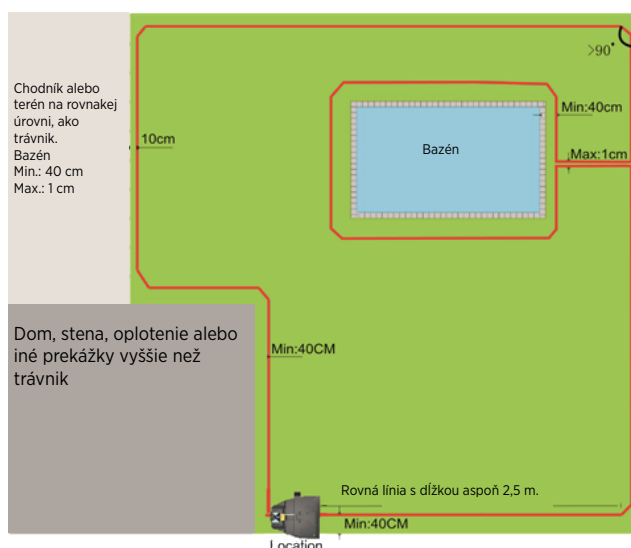 >90°
Chodník alebo
terén na rovnakej
úrovni, ako
trávnik.
Bazén
Min.: 40 cm
Max.: 1 cm
10cm
Min:40cm
Bazén
Max:1cm
Dom, stena, oplotenie alebo
iné prekážky vyššie než
trávnik
Min:40CM
Rovná línia s dĺžkou aspoň 2,5 m.
Min:40CM
Location